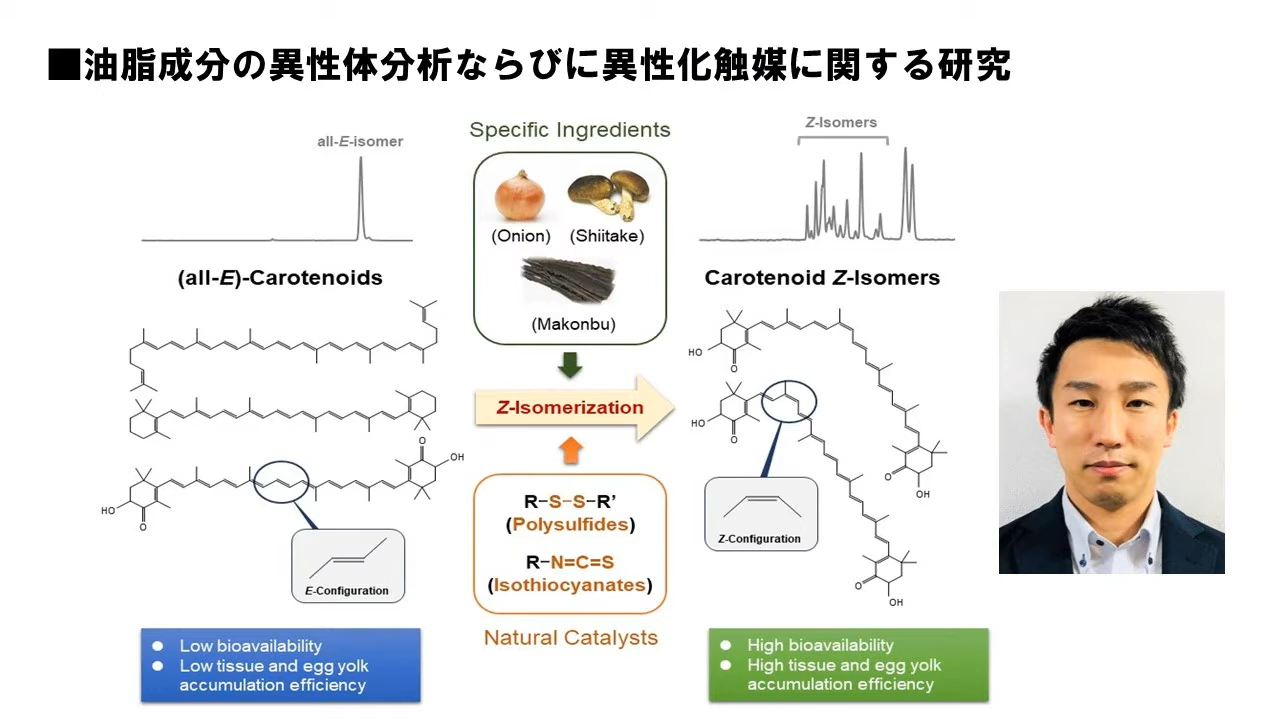 ■油脂成分の異性体分析ならびに異性化触媒に関する研究
all-E-isomer
(all-E)-Carotenoids
HO
O
O
OH
E-Configuration
● Low bioavailability
● Low tissue and egg yolk
accumulation efficiency
Specific Ingredients
(Onion) (Shiitake)
(Makonbu)
Z-Isomerization
R–S–S–R’
(Polysulfides)
R–N=C=S
(Isothiocyanates)
Natural Catalysts
Z-Isomers
Carotenoid Z-Isomers
HO
O
HO
O
O
OH
Z-Configuration
O
OH
● High bioavailability
● High tissue and egg yolk
accumulation efficiency